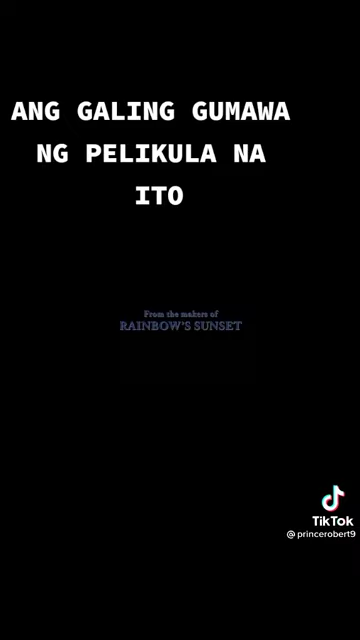 ANG GALING GUMAWA
NG PELIKULA NA
ITO
From the makers of
RAINBOW'S SUNSET
TikTok
@princerobert9